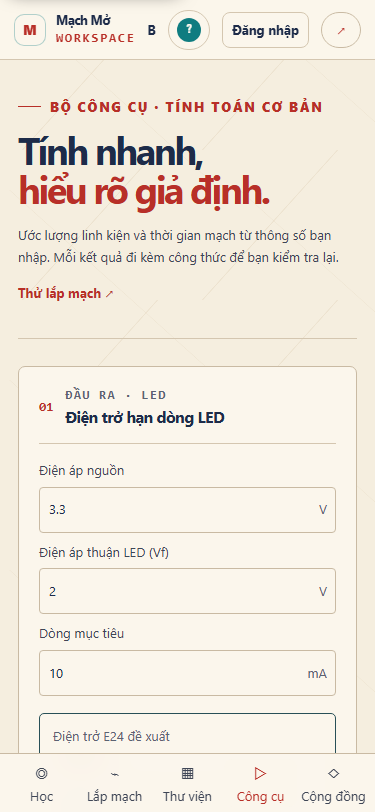 M
Mạch Mở
WORKSPACE
B
?
Đăng nhập
↗
BỘ CÔNG CỤ · TÍNH TOÁN CƠ BẢN
Tính nhanh,
hiểu rõ giả định.
Ước lượng linh kiện và thời gian mạch từ thông số bạn
nhập. Mỗi kết quả đi kèm công thức để bạn kiểm tra lại.
Thử lắp mạch ↗
01
ĐẦU RA · LED
Điện trở hạn dòng LED
Điện áp nguồn
3.3 V
Điện áp thuận LED (Vf)
2 V
Dòng mục tiêu
10 mA
Điện trở E24 đề xuất
Học
Lắp mạch
Thư viện
Công cụ
Cộng đồng